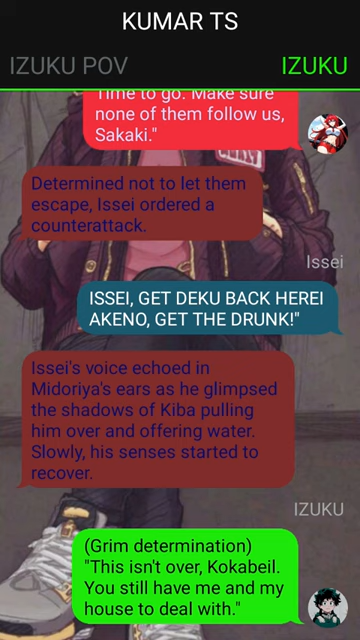 KUMAR TS
IZUKU POV
IZUKU
Time to go. Make sure
none of them follow us,
Sakaki."
Determined not to let them
escape, Issei ordered a
counterattack.
Issei
ISSEI, GET DEKU BACK HEREI
AKENO, GET THE DRUNK!"
Issei's voice echoed in
Midoriya's ears as he glimpsed
the shadows of Kiba pulling
him over and offering water.
Slowly, his senses started to
recover.
IZUKU
(Grim determination)
"This isn't over, Kokabeil.
You still have me and my
house to deal with."